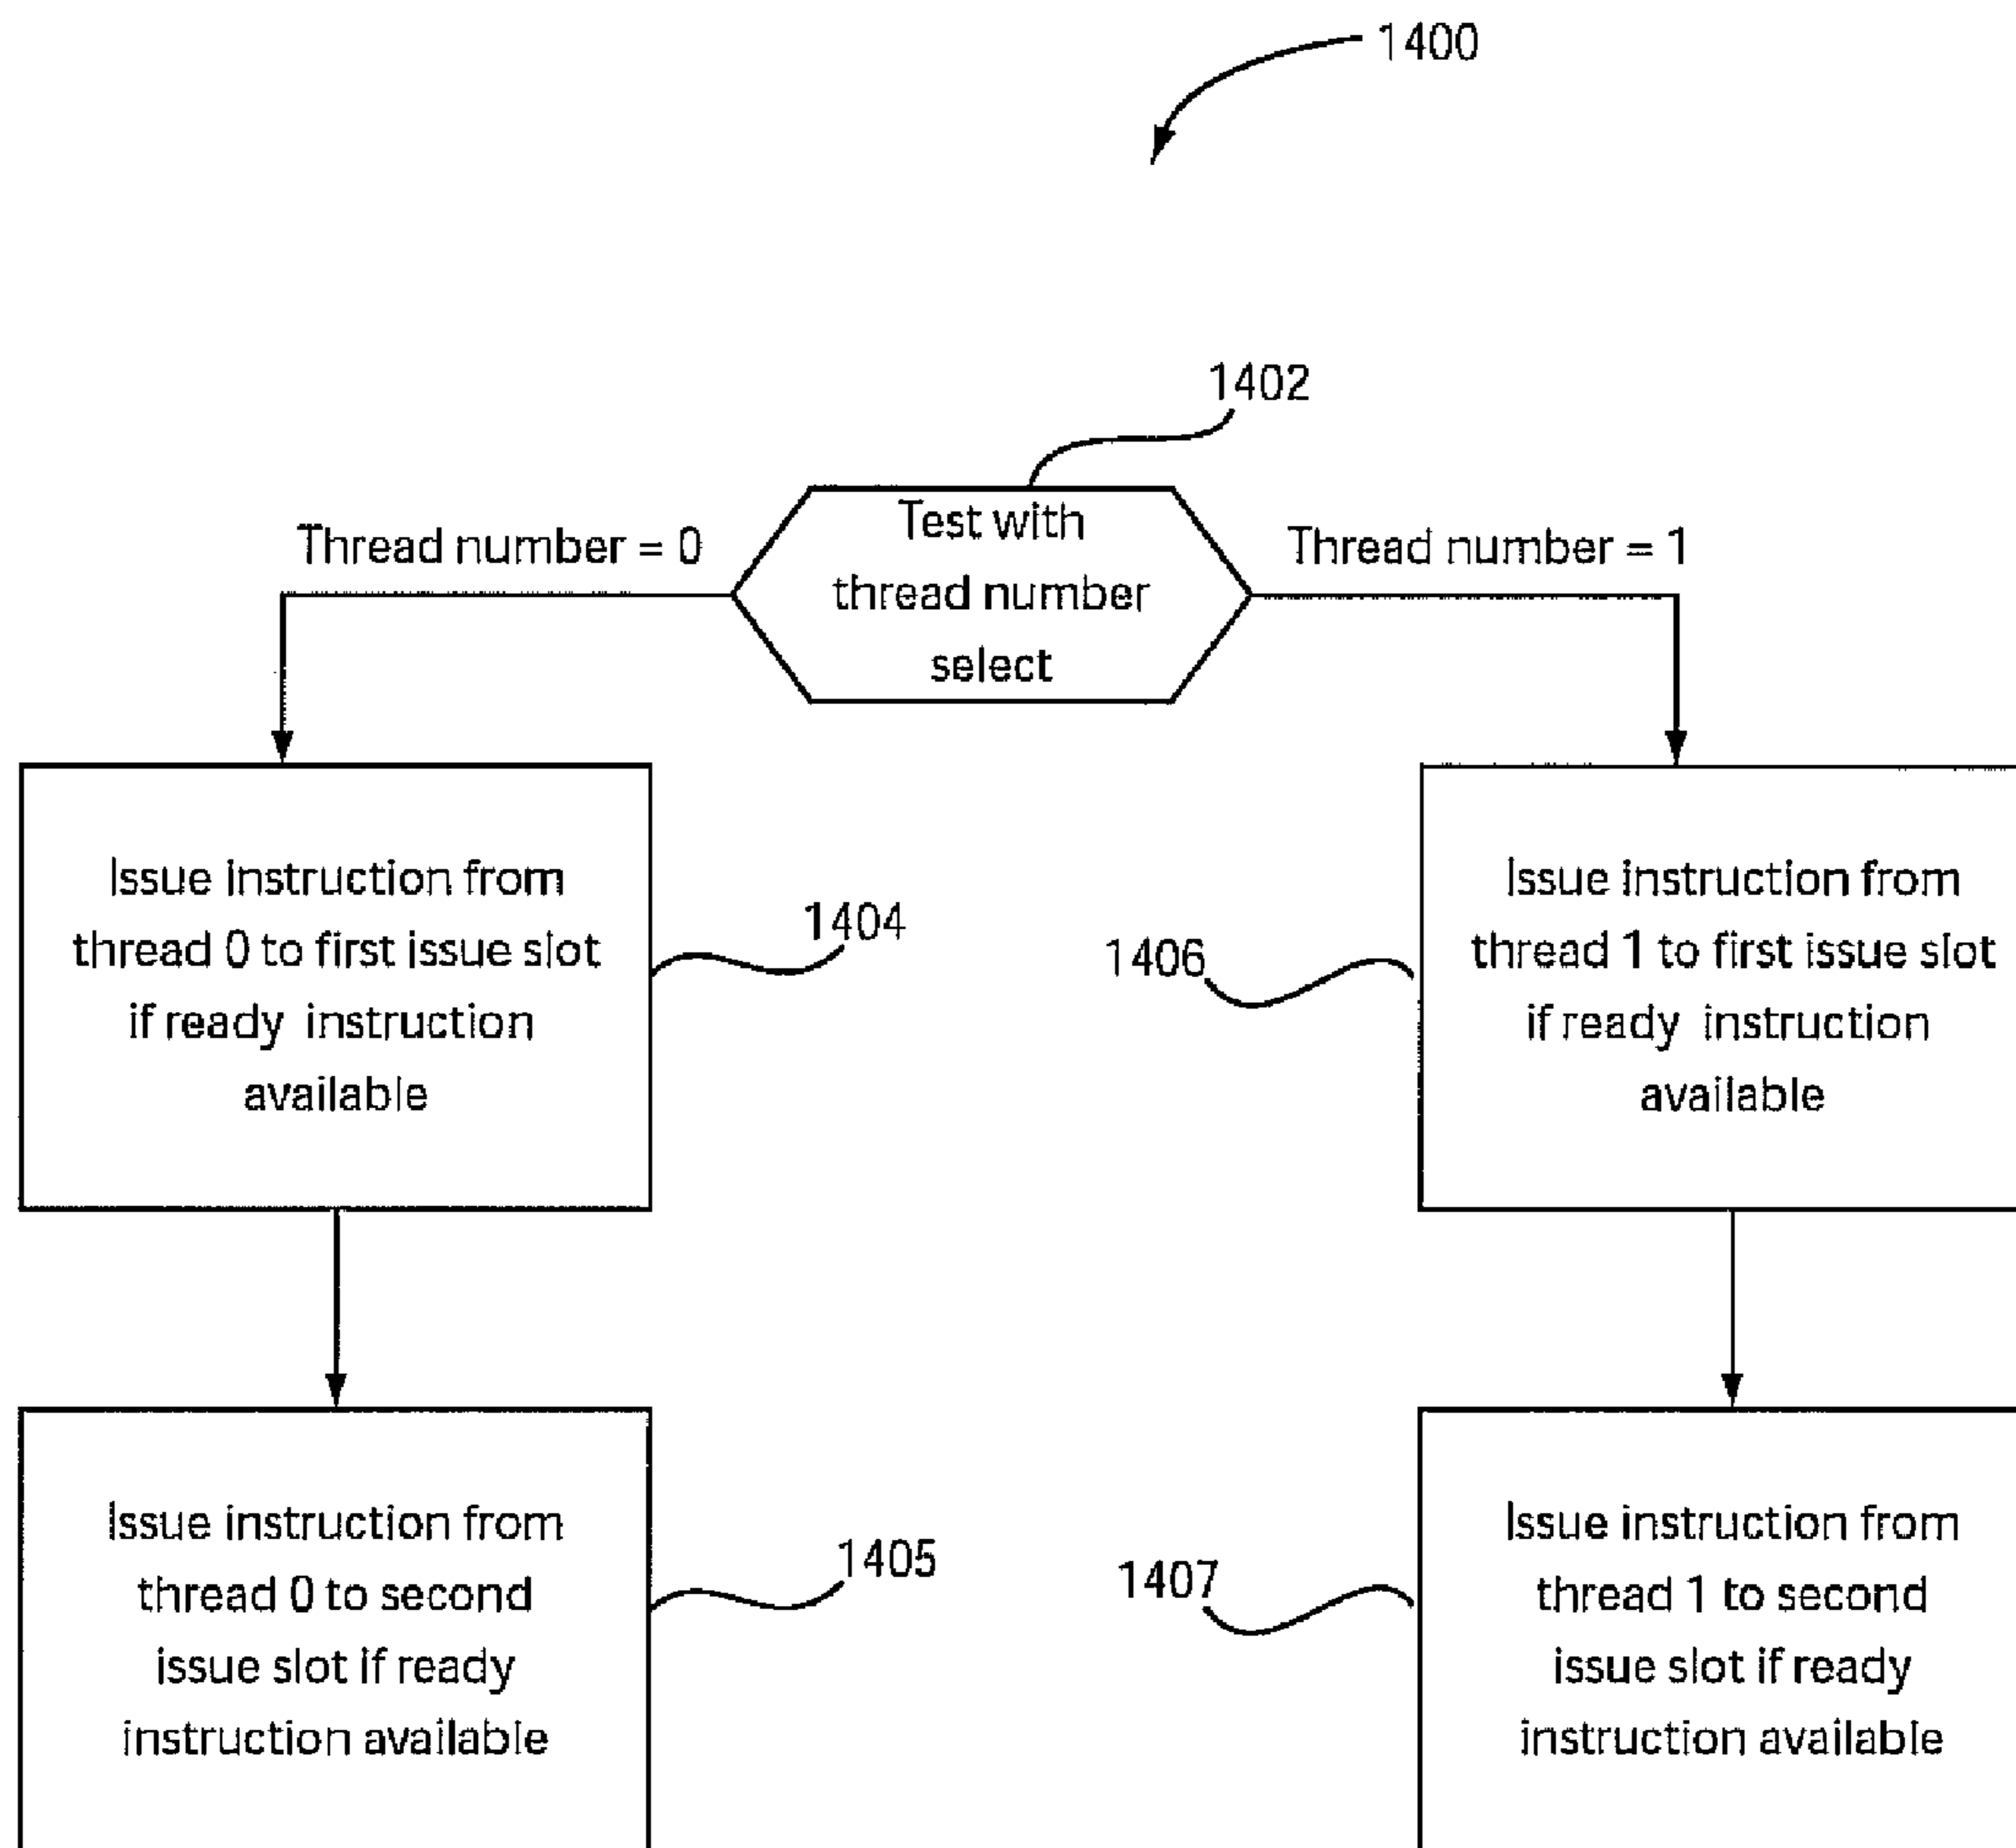 1400
1402
Thread number = 0
Test with
thread number
select
Thread number = 1
Issue instruction from
thread 0 to first issue slot
if ready instruction
available
1404
1406
Issue instruction from
thread 1 to first issue slot
if ready instruction
available
Issue instruction from
thread 0 to second
issue slot if ready
instruction available
1405
1407
Issue instruction from
thread 1 to second
issue slot if ready
instruction available